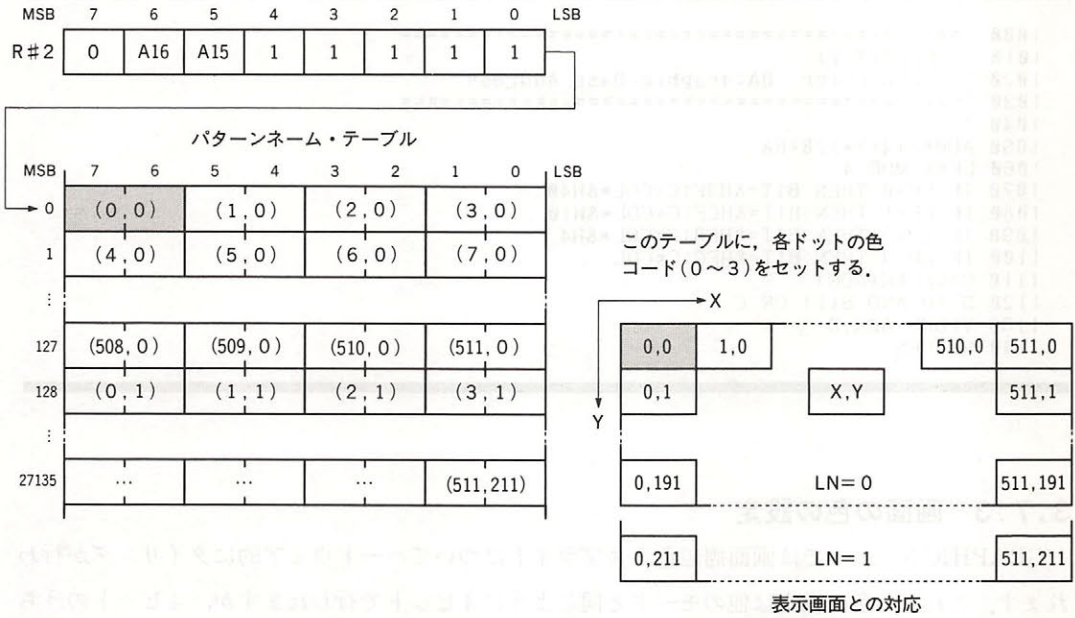 MSB 7 6 5 4 3 2 1 0 LSB
R♯2 0 A16 A15 1 1 1 1 1
パターンネーム・テーブル
MSB 7 6 5 4 3 2 1 0 LSB
0 (0,0) (1,0) (2,0) (3,0)
1 (4,0) (5,0) (6,0) (7,0)
⋮
127 (508,0) (509,0) (510,0) (511,0)
128 (0,1) (1,1) (2,1) (3,1)
⋮
27135 … … … (511,211)
このテーブルに,各ドットの色
コード(0〜3)をセットする.
X
Y
0,0 1,0 510,0 511,0
0,1 X,Y 511,1
0,191 LN=0 511,191
0,211 LN=1 511,211
表示画面との対応